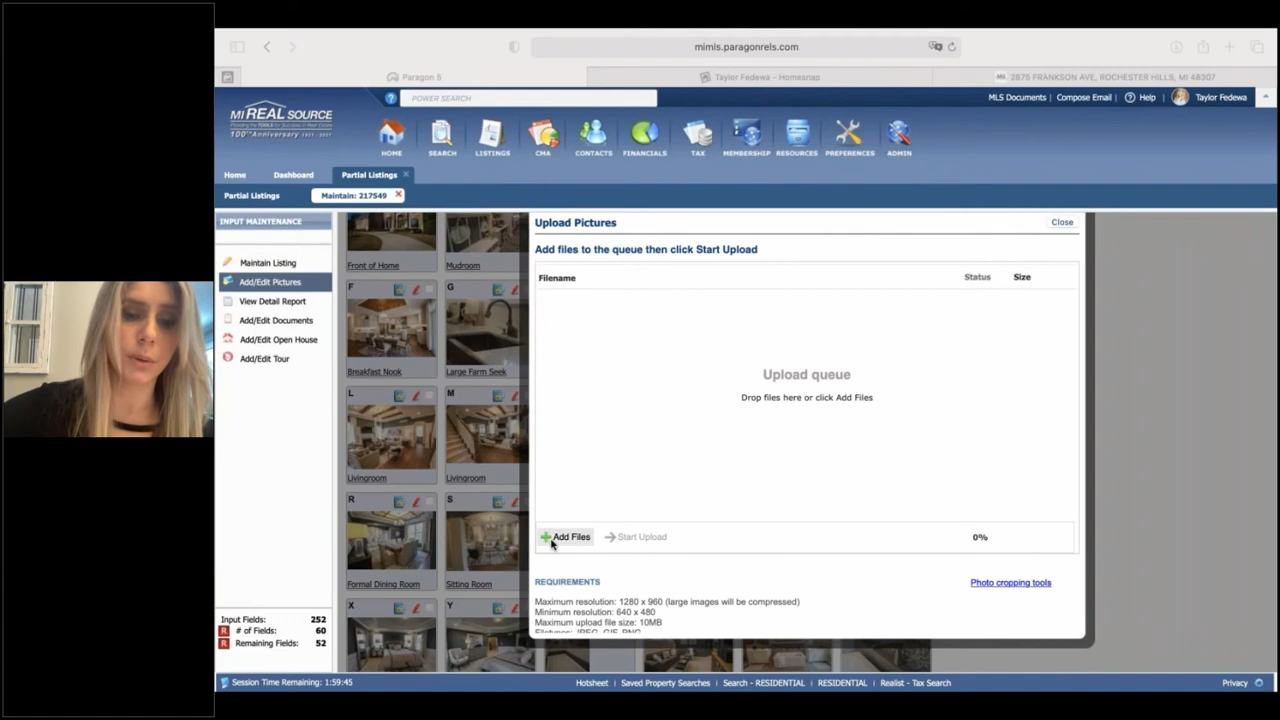 mimls.paragonrels.com
Paragon 5
Taylor Fedewa - Homesnap
2875 FRANKSON AVE, ROCHESTER HILLS, MI 48307
MI REAL SOURCE
100th Anniversary
POWER SEARCH
MLS Documents
Compose Email
Help
Taylor Fedewa
HOME
SEARCH
LISTINGS
CMA
CONTACTS
FINANCIALS
TAX
MEMBERSHIP
RESOURCES
PREFERENCES
ADMIN
Home
Dashboard
Partial Listings
Partial Listings
Maintain: 217549
INPUT MAINTENANCE
Maintain Listing
Add/Edit Pictures
View Detail Report
Add/Edit Documents
Add/Edit Open House
Add/Edit Tour
Input Fields: 252
R # of Fields: 60
R Remaining Fields: 52
Front of Home
Mudroom
F
G
Breakfast Nook
Large Farm Seek
L
M
Livingroom
Livingroom
R
S
Formal Dining Room
Sitting Room
X
Y
Upload Pictures
Close
Add files to the queue then click Start Upload
Filename
Status
Size
Upload queue
Drop files here or click Add Files
Add Files
Start Upload
0%
REQUIREMENTS
Photo cropping tools
Maximum resolution: 1280 x 960 (large images will be compressed)
Minimum resolution: 640 x 480
Maximum upload file size: 10MB
Filetypes: JPEG, GIF, PNG
Session Time Remaining: 1:59:45
Hotsheet
Saved Property Searches
Search - RESIDENTIAL
RESIDENTIAL
Realist - Tax Search
Privacy